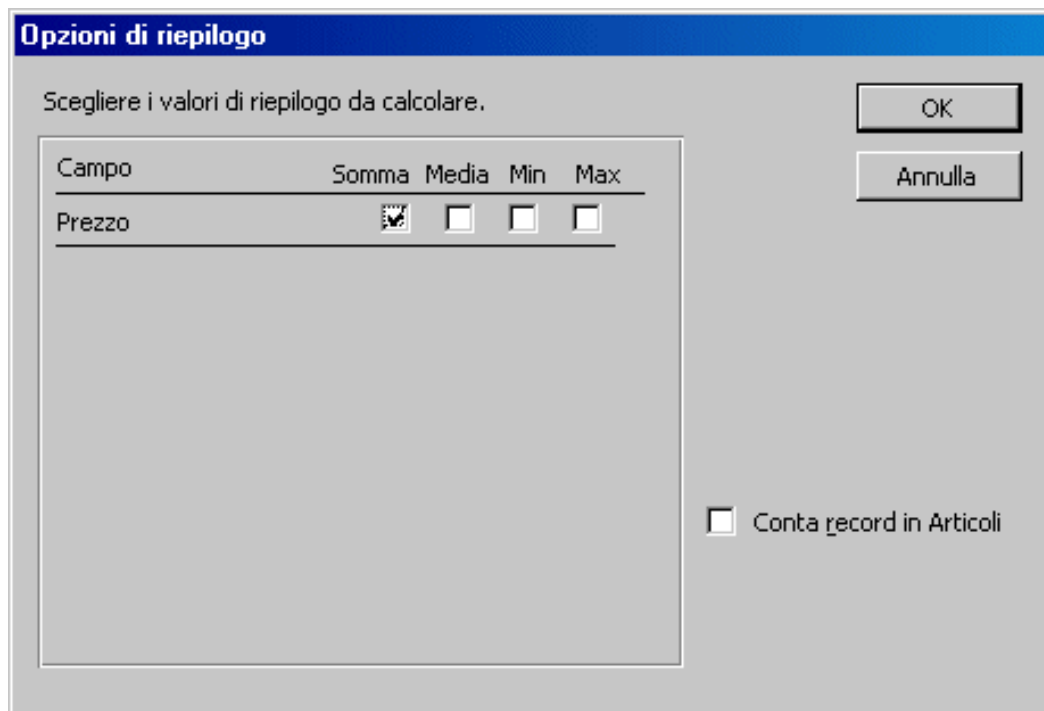 Opzioni di riepilogo
Scegliere i valori di riepilogo da calcolare.
OK
Annulla
Campo Somma Media Min Max
Prezzo
Conta record in Articoli